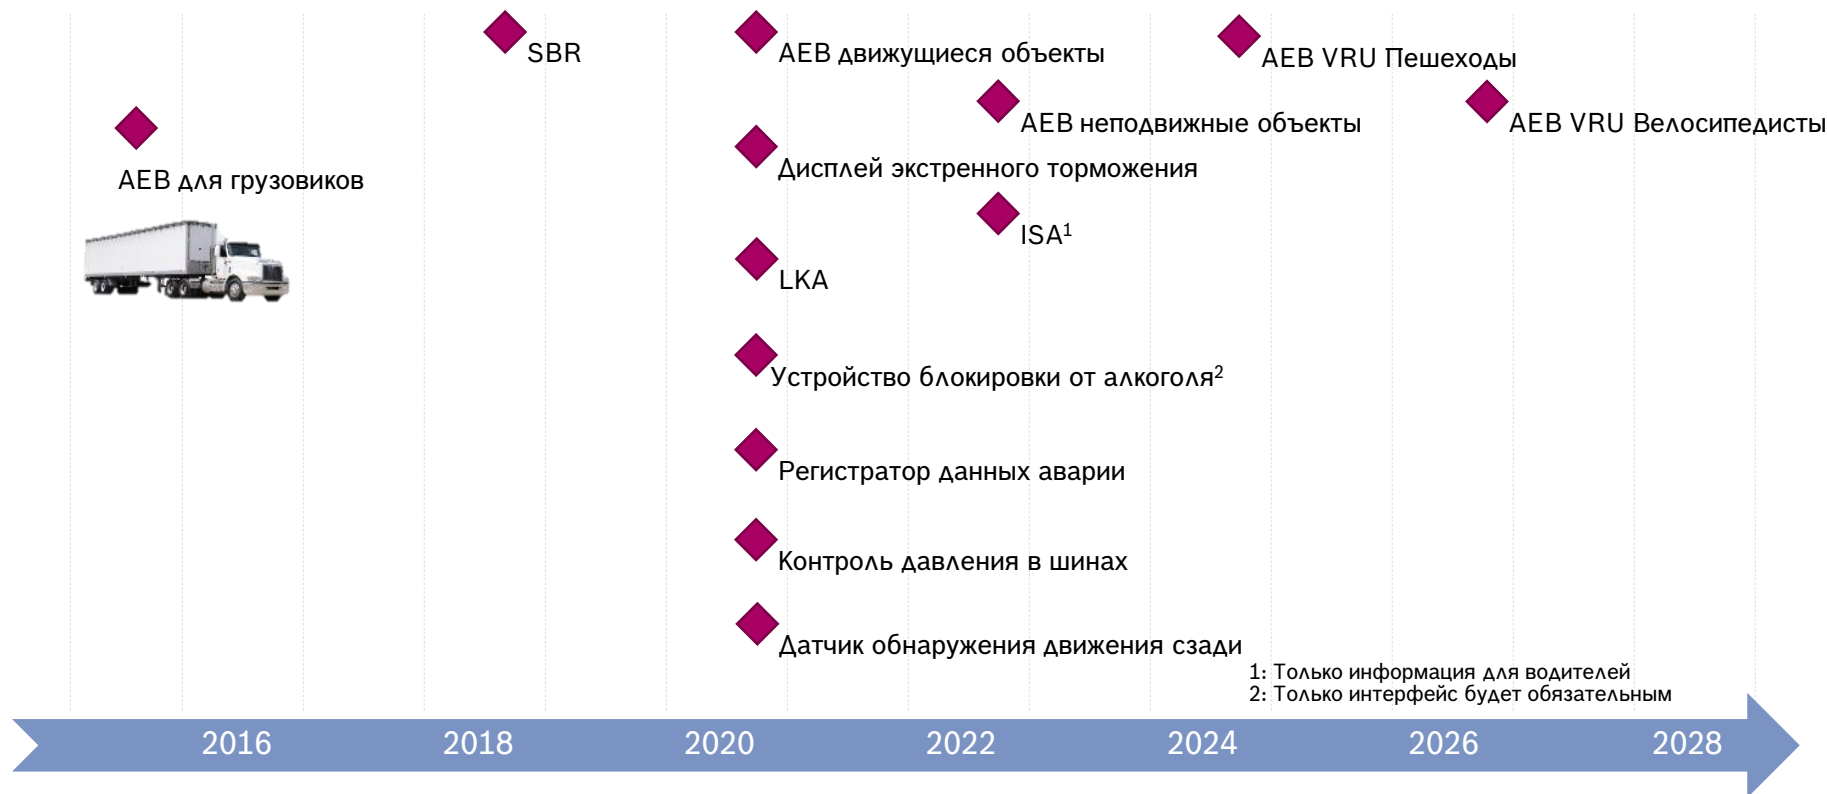 SBR
AEB движущиеся объекты
AEB VRU Пешеходы
AEB неподвижные объекты
AEB VRU Велосипедисты
Дисплей экстренного торможения
AEB для грузовиков
ISA¹
LKA
Устройство блокировки от алкоголя²
Регистратор данных аварии
Контроль давления в шинах
Датчик обнаружения движения сзади
1: Только информация для водителей
2: Только интерфейс будет обязательным
2016 2018 2020 2022 2024 2026 2028